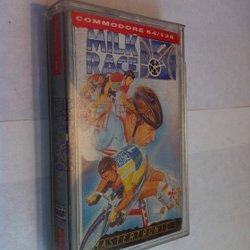 COMMODORE 64/128
MILK
RACE
MASTERTRONIC